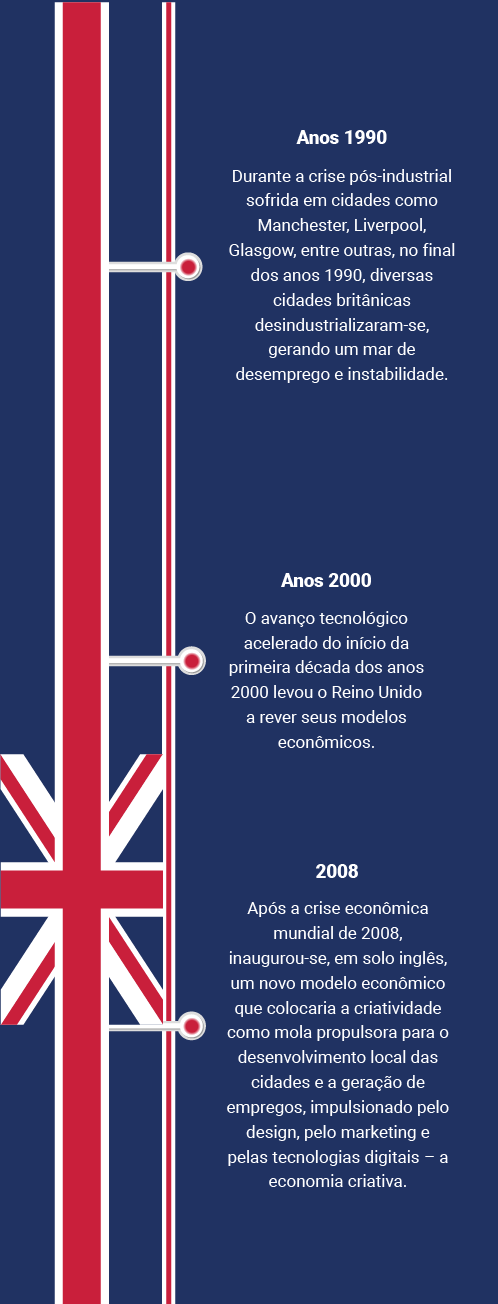 Anos 1990
Durante a crise pós-industrial
sofrida em cidades como
Manchester, Liverpool,
Glasgow, entre outras, no final
dos anos 1990, diversas
cidades britânicas
desindustrializaram-se,
gerando um mar de
desemprego e instabilidade.
Anos 2000
O avanço tecnológico
acelerado do início da
primeira década dos anos
2000 levou o Reino Unido
a rever seus modelos
econômicos.
2008
Após a crise econômica
mundial de 2008,
inaugurou-se, em solo inglês,
um novo modelo econômico
que colocaria a criatividade
como mola propulsora para o
desenvolvimento local das
cidades e a geração de
empregos, impulsionado pelo
design, pelo marketing e
pelas tecnologias digitais – a
economia criativa.